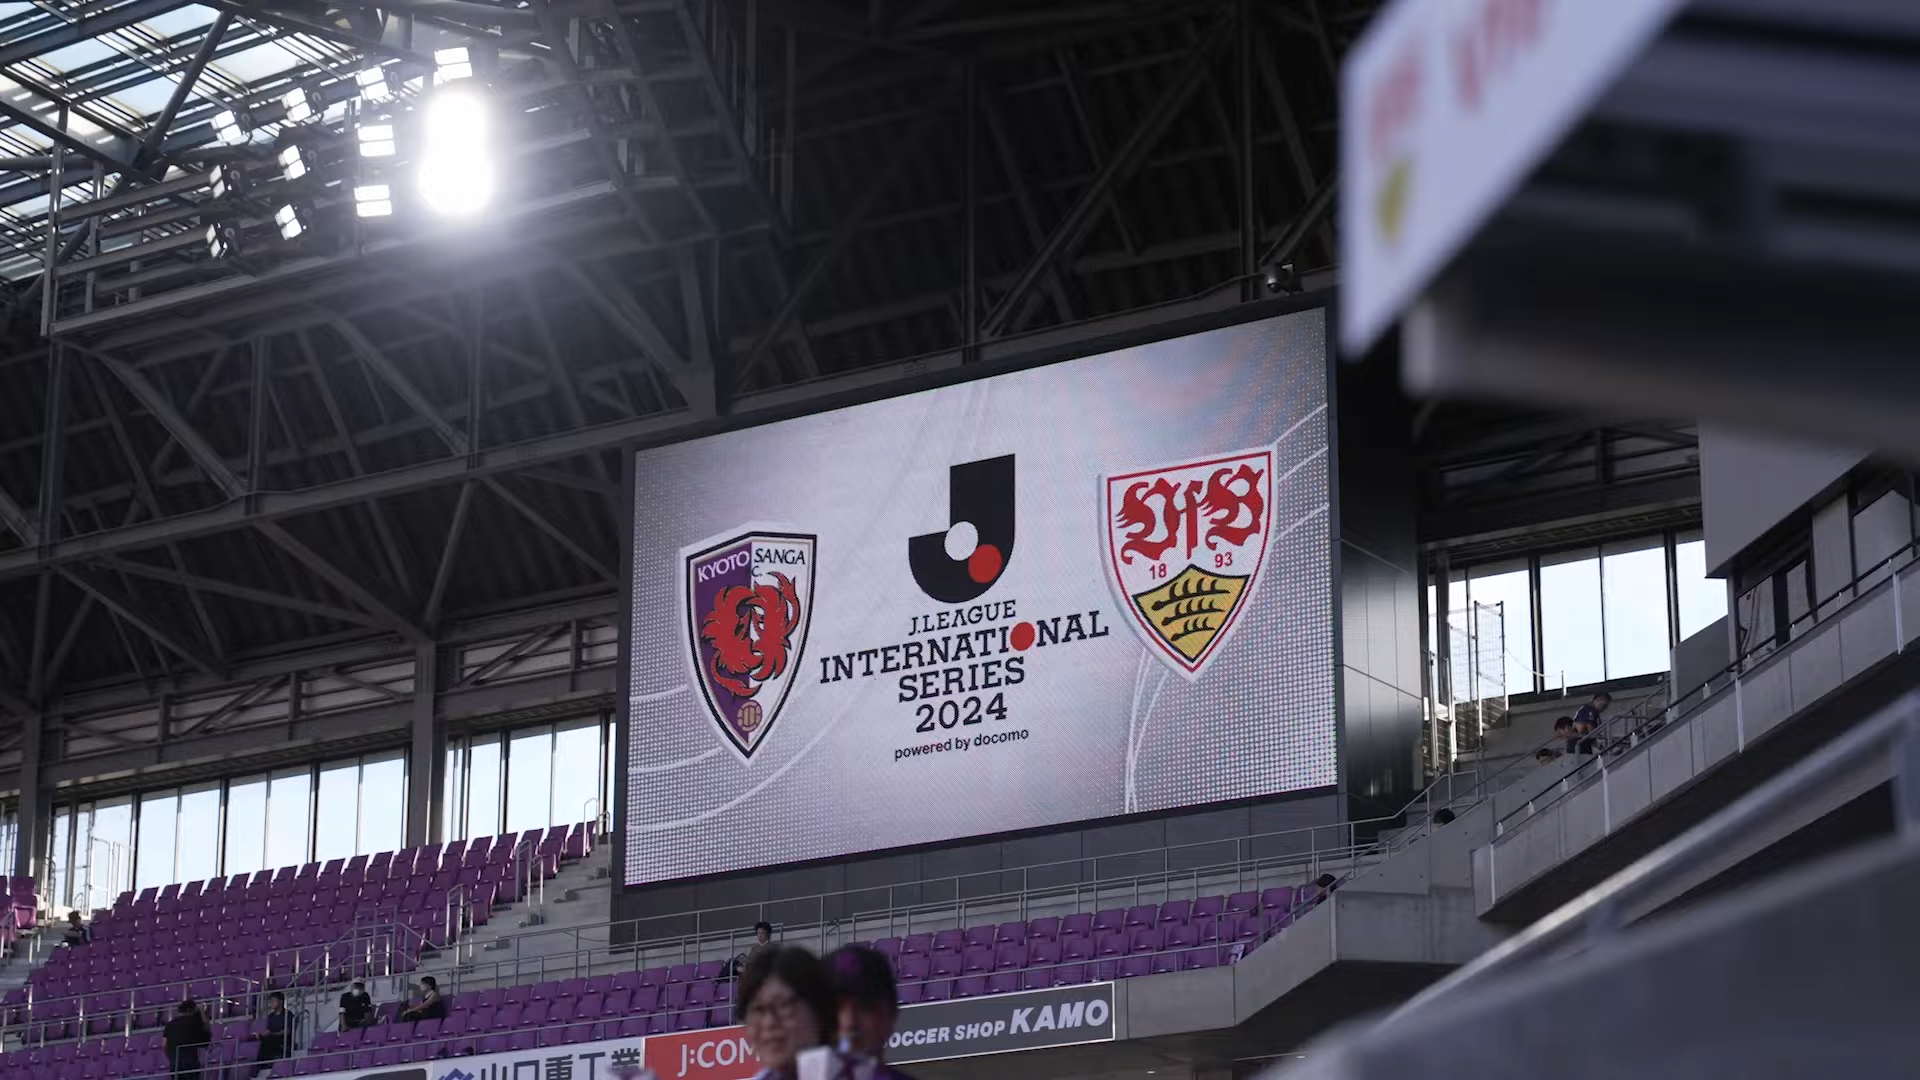 KYOTO SANGA
F.C.
J.LEAGUE
INTERNATIONAL
SERIES
2024
powered by docomo
VfB
18 93
SOCCER SHOP KAMO
J:COM
山口重工業